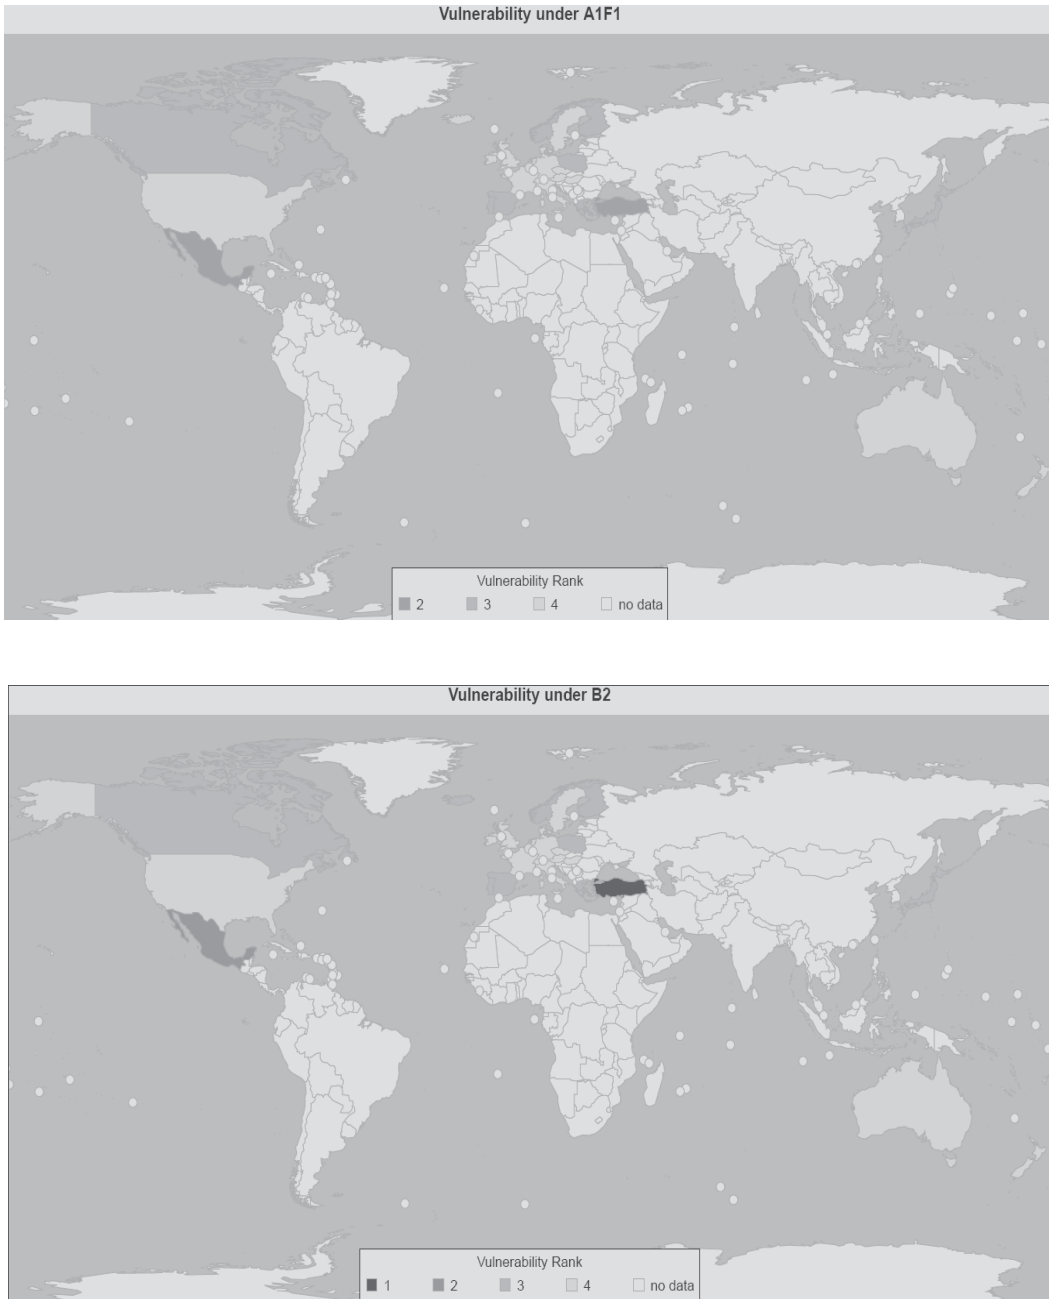 Vulnerability under A1F1
Vulnerability Rank
2 3 4 no data
Vulnerability under B2
Vulnerability Rank
1 2 3 4 no data